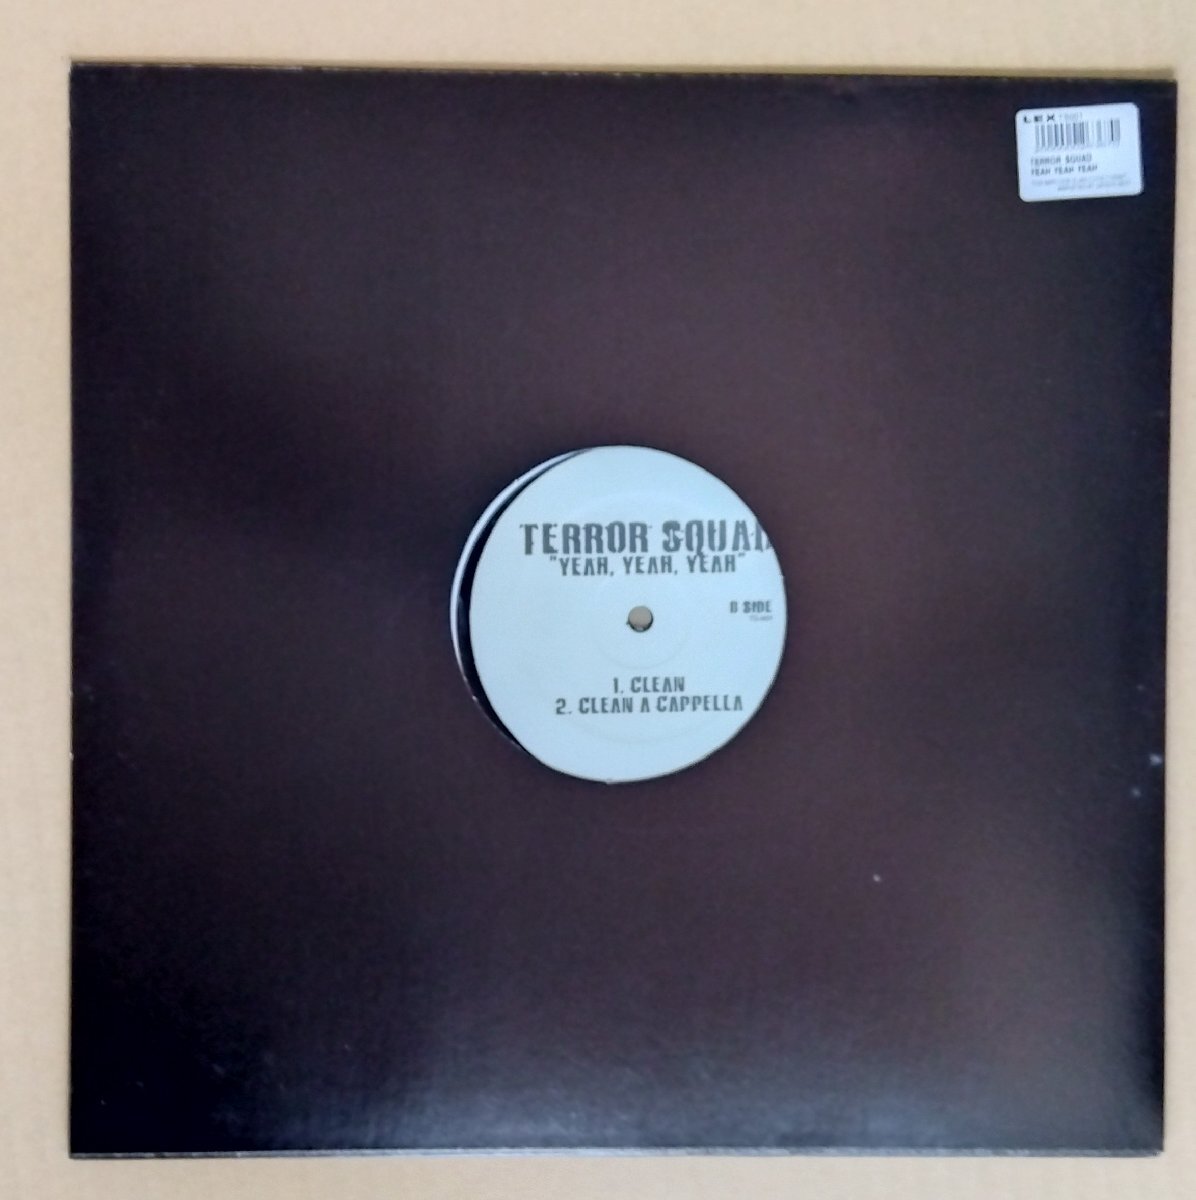 LEX
TERROR SQUAD
YEAH YEAH YEAH
TERROR SQUAD
"YEAH, YEAH, YEAH"
B SIDE
1. CLEAN
2. CLEAN A CAPPELLA